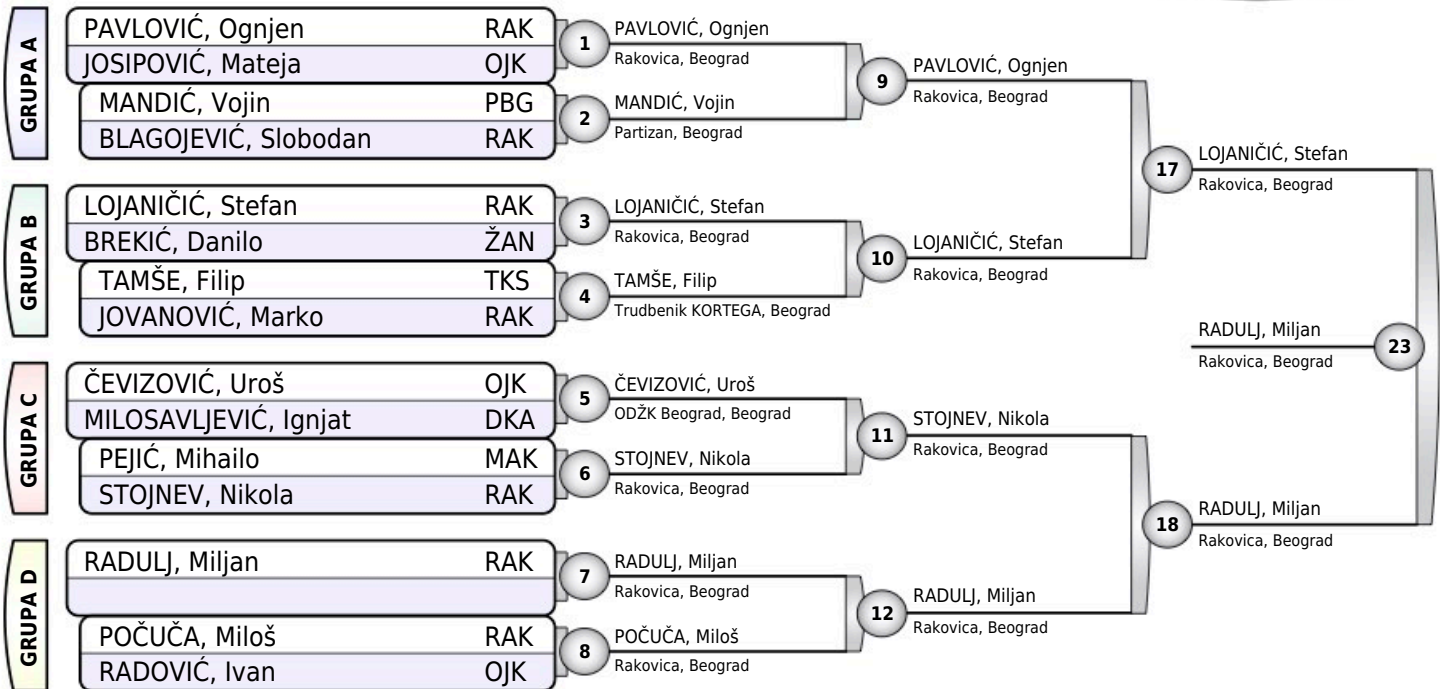 GRUPA A
PAVLOVIĆ, Ognjen RAK
JOSIPOVIĆ, Mateja OJK
MANDIĆ, Vojin PBG
BLAGOJEVIĆ, Slobodan RAK
GRUPA B
LOJANIČIĆ, Stefan RAK
BREKIĆ, Danilo ŽAN
TAMŠE, Filip TKS
JOVANOVIĆ, Marko RAK
GRUPA C
ČEVIZOVIĆ, Uroš OJK
MILOSAVLJEVIĆ, Ignjat DKA
PEJIĆ, Mihailo MAK
STOJNEV, Nikola RAK
GRUPA D
RADULJ, Miljan RAK
POČUČA, Miloš RAK
RADOVIĆ, Ivan OJK
1
PAVLOVIĆ, Ognjen
Rakovica, Beograd
2
MANDIĆ, Vojin
Partizan, Beograd
3
LOJANIČIĆ, Stefan
Rakovica, Beograd
4
TAMŠE, Filip
Trudbenik KORTEGA, Beograd
5
ČEVIZOVIĆ, Uroš
ODŽK Beograd, Beograd
6
STOJNEV, Nikola
Rakovica, Beograd
7
RADULJ, Miljan
Rakovica, Beograd
8
POČUČA, Miloš
Rakovica, Beograd
9
PAVLOVIĆ, Ognjen
Rakovica, Beograd
10
LOJANIČIĆ, Stefan
Rakovica, Beograd
11
STOJNEV, Nikola
Rakovica, Beograd
12
RADULJ, Miljan
Rakovica, Beograd
17
LOJANIČIĆ, Stefan
Rakovica, Beograd
18
RADULJ, Miljan
Rakovica, Beograd
RADULJ, Miljan
Rakovica, Beograd
23